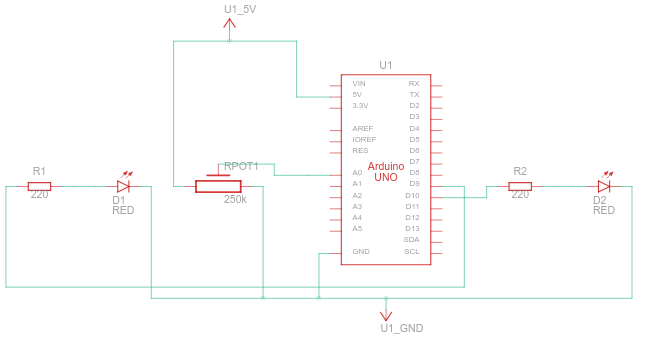 U1_5V
U1
VIN
5V
3.3V
AREF
IOREF
RES
A0
A1
A2
A3
A4
A5
GND
Arduino
UNO
RX
TX
D2
D3
D4
D5
D6
D7
D8
D9
D10
D11
D12
D13
SDA
SCL
R1
220
D1
RED
RPOT1
250k
R2
220
D2
RED
U1_GND